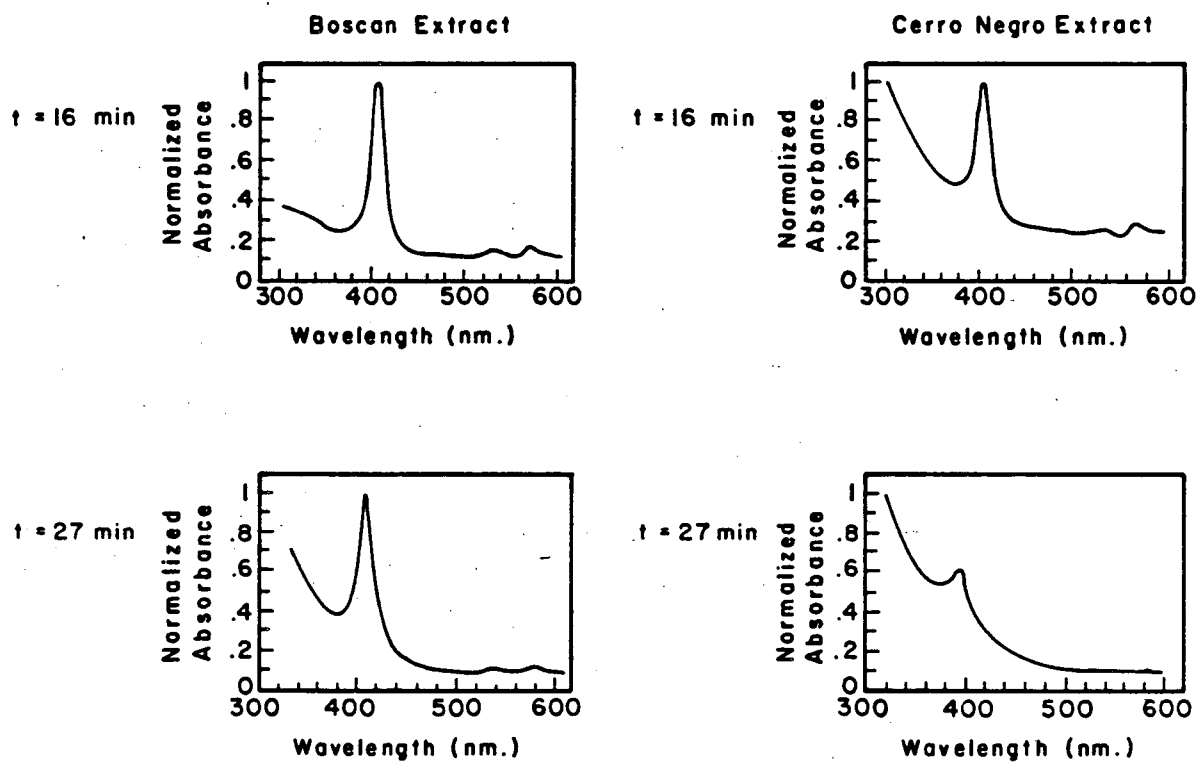 Boscan Extract
t = 16 min
Normalized
Absorbance
1
.8
.6
.4
.2
0
300 400 500 600
Wavelength (nm.)
Cerro Negro Extract
t = 16 min
Normalized
Absorbance
1
.8
.6
.4
.2
0
300 400 500 600
Wavelength (nm.)
t = 27 min
Normalized
Absorbance
1
.8
.6
.4
.2
0
300 400 500 600
Wavelength (nm.)
t = 27 min
Normalized
Absorbance
1
.8
.6
.4
.2
0
300 400 500 600
Wavelength (nm.)